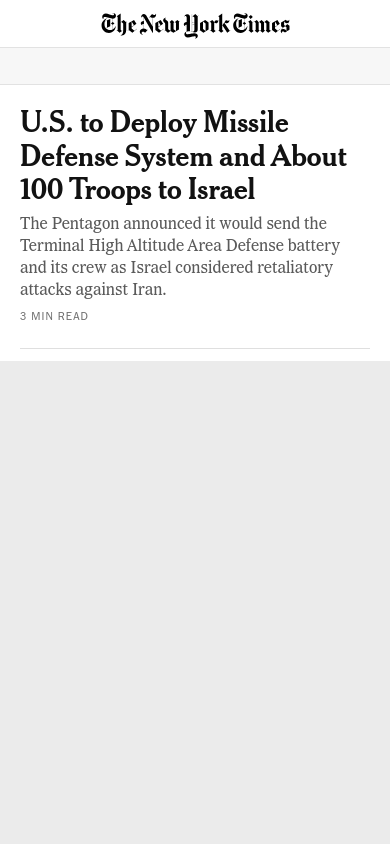 The New York Times
U.S. to Deploy Missile
Defense System and About
100 Troops to Israel
The Pentagon announced it would send the
Terminal High Altitude Area Defense battery
and its crew as Israel considered retaliatory
attacks against Iran.
3 MIN READ